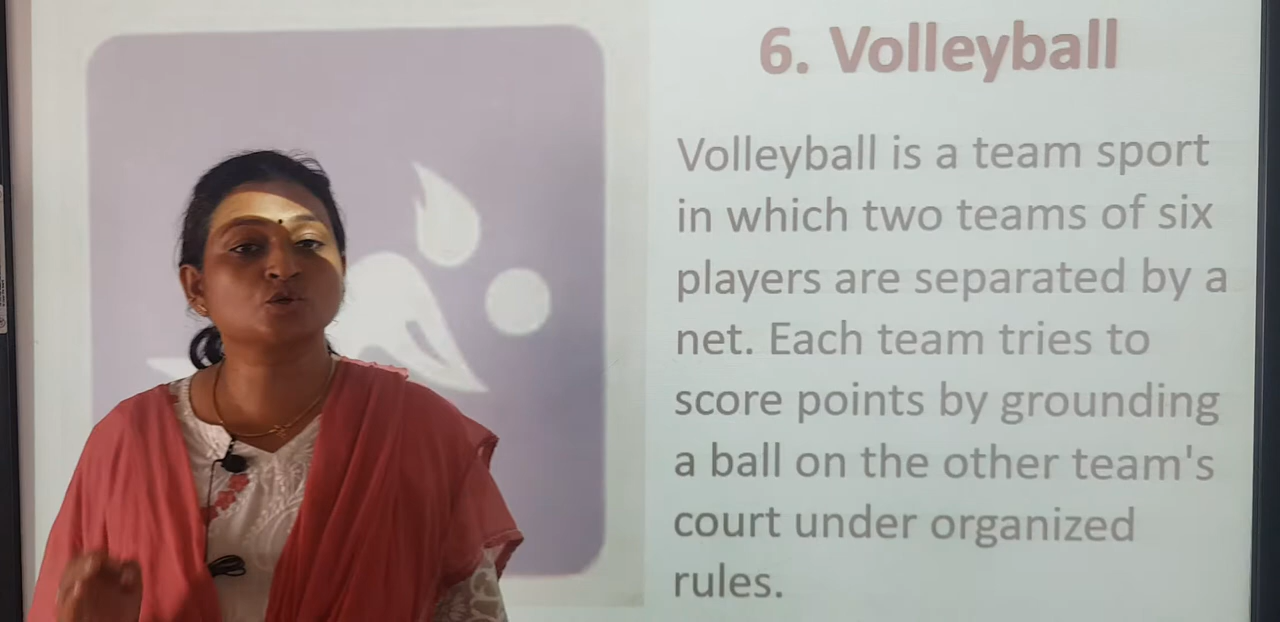 6. Volleyball
Volleyball is a team sport
in which two teams of six
players are separated by a
net. Each team tries to
score points by grounding
a ball on the other team's
court under organized
rules.